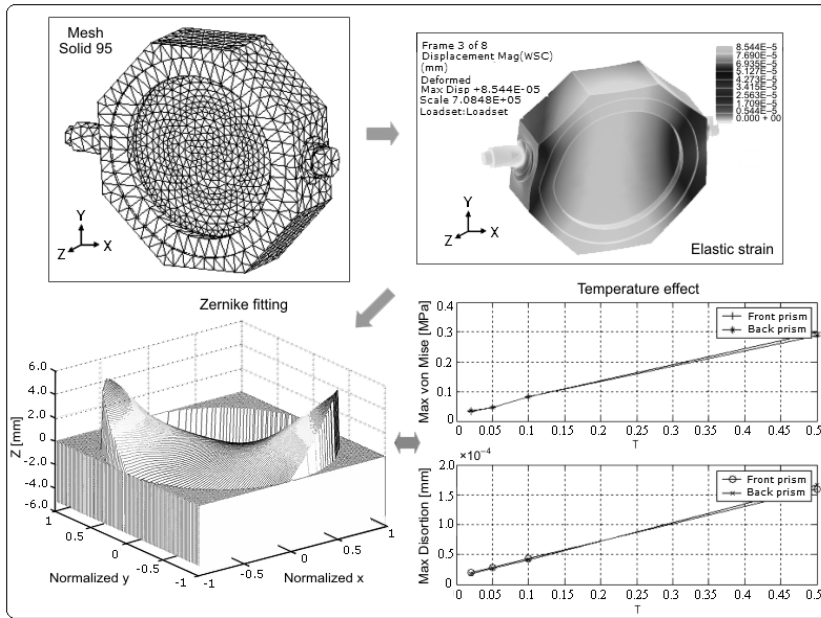 Mesh
Solid 95
Y
Z
X
Frame 3 of 8
Displacement Mag(WSC)
(mm)
Deformed
Max Disp +8.544E-05
Scale 7.0848E+05
Loadset:Loadset
8.544E-5
7.690E-5
6.935E-5
5.127E-5
4.273E-5
3.415E-5
2.563E-5
1.709E-5
0.544E-5
0.000 + 00
Y
Z
X
Elastic strain
Zernike fitting
6.0
4.0
2.0
0
-2.0
-4.0
-6.0
Z [mm]
1
0.5
0
-0.5
-1
Normalized y
-1
-0.5
0
0.5
1
Normalized x
Temperature effect
0.4
0.3
0.2
0.1
0
Max von Mise [MPa]
Front prism
Back prism
0 0.05 0.1 0.15 0.2 0.25 0.3 0.35 0.4 0.45 0.5
T
×10⁻⁴
2.0
1.5
1.0
0.5
0
Max Disortion [mm]
Front prism
Back prism
0 0.05 0.1 0.15 0.2 0.25 0.3 0.35 0.4 0.45 0.5
T